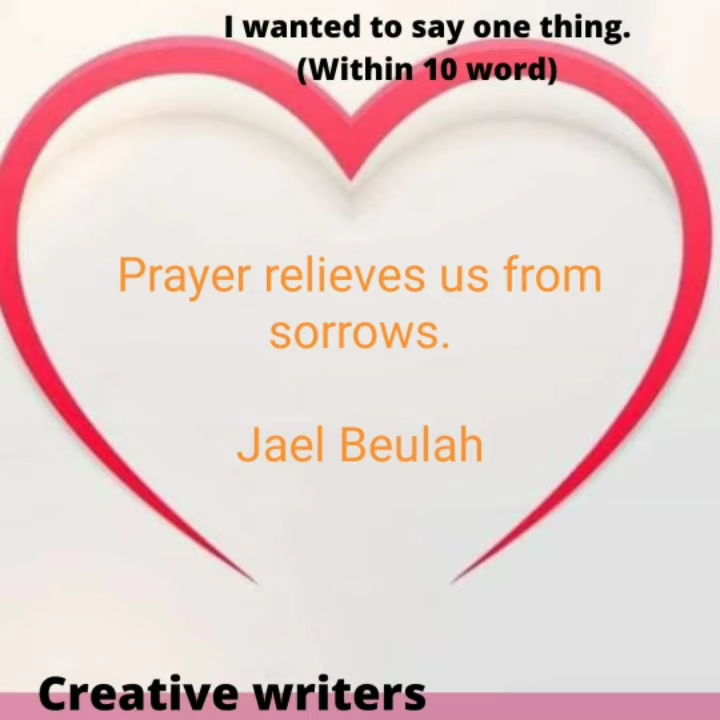 I wanted to say one thing.
(Within 10 word)
Prayer relieves us from
sorrows.
Jael Beulah
Creative writers